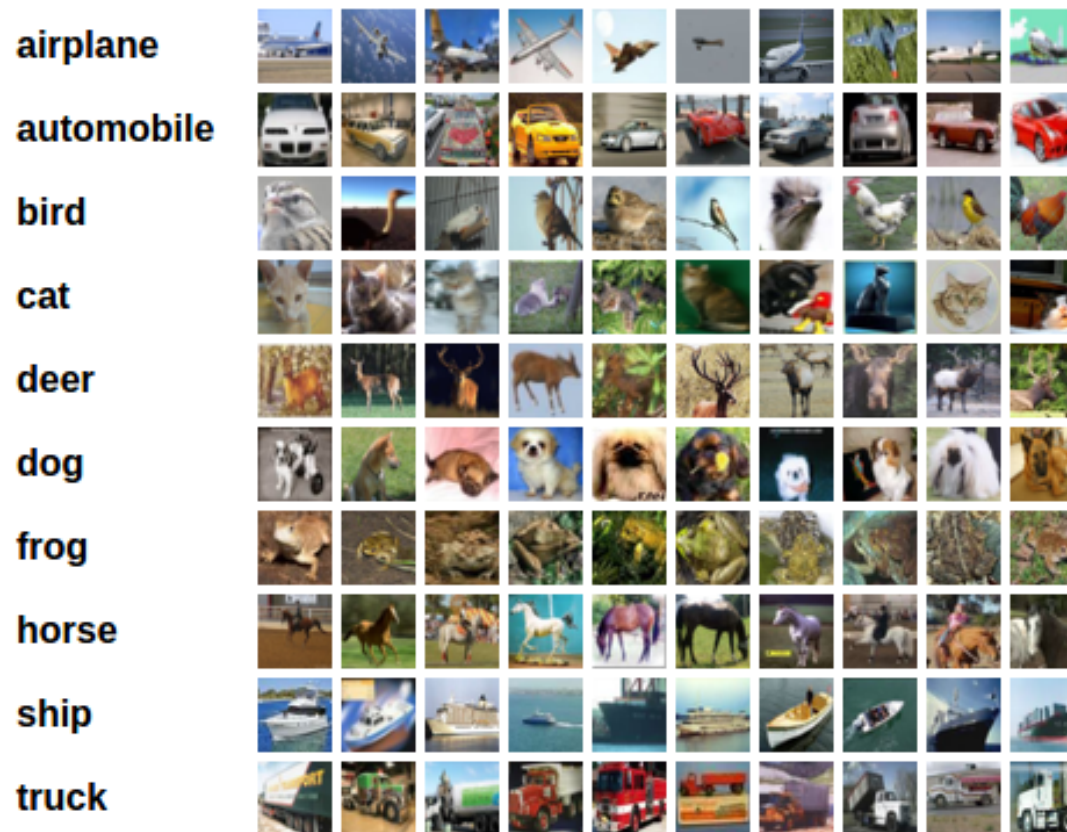 airplane
automobile
bird
cat
deer
dog
frog
horse
ship
truck